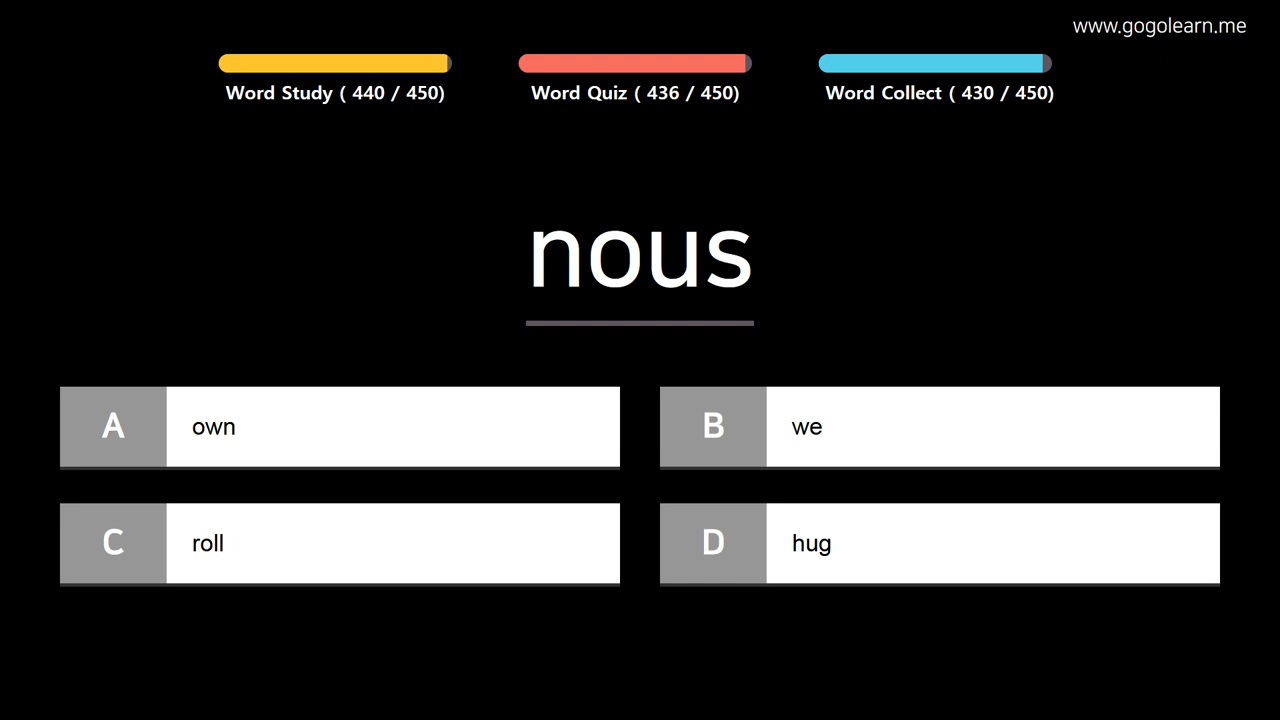 www.gogolearn.me
Word Study ( 440 / 450)
Word Quiz ( 436 / 450)
Word Collect ( 430 / 450)
nous
A own
B we
C roll
D hug